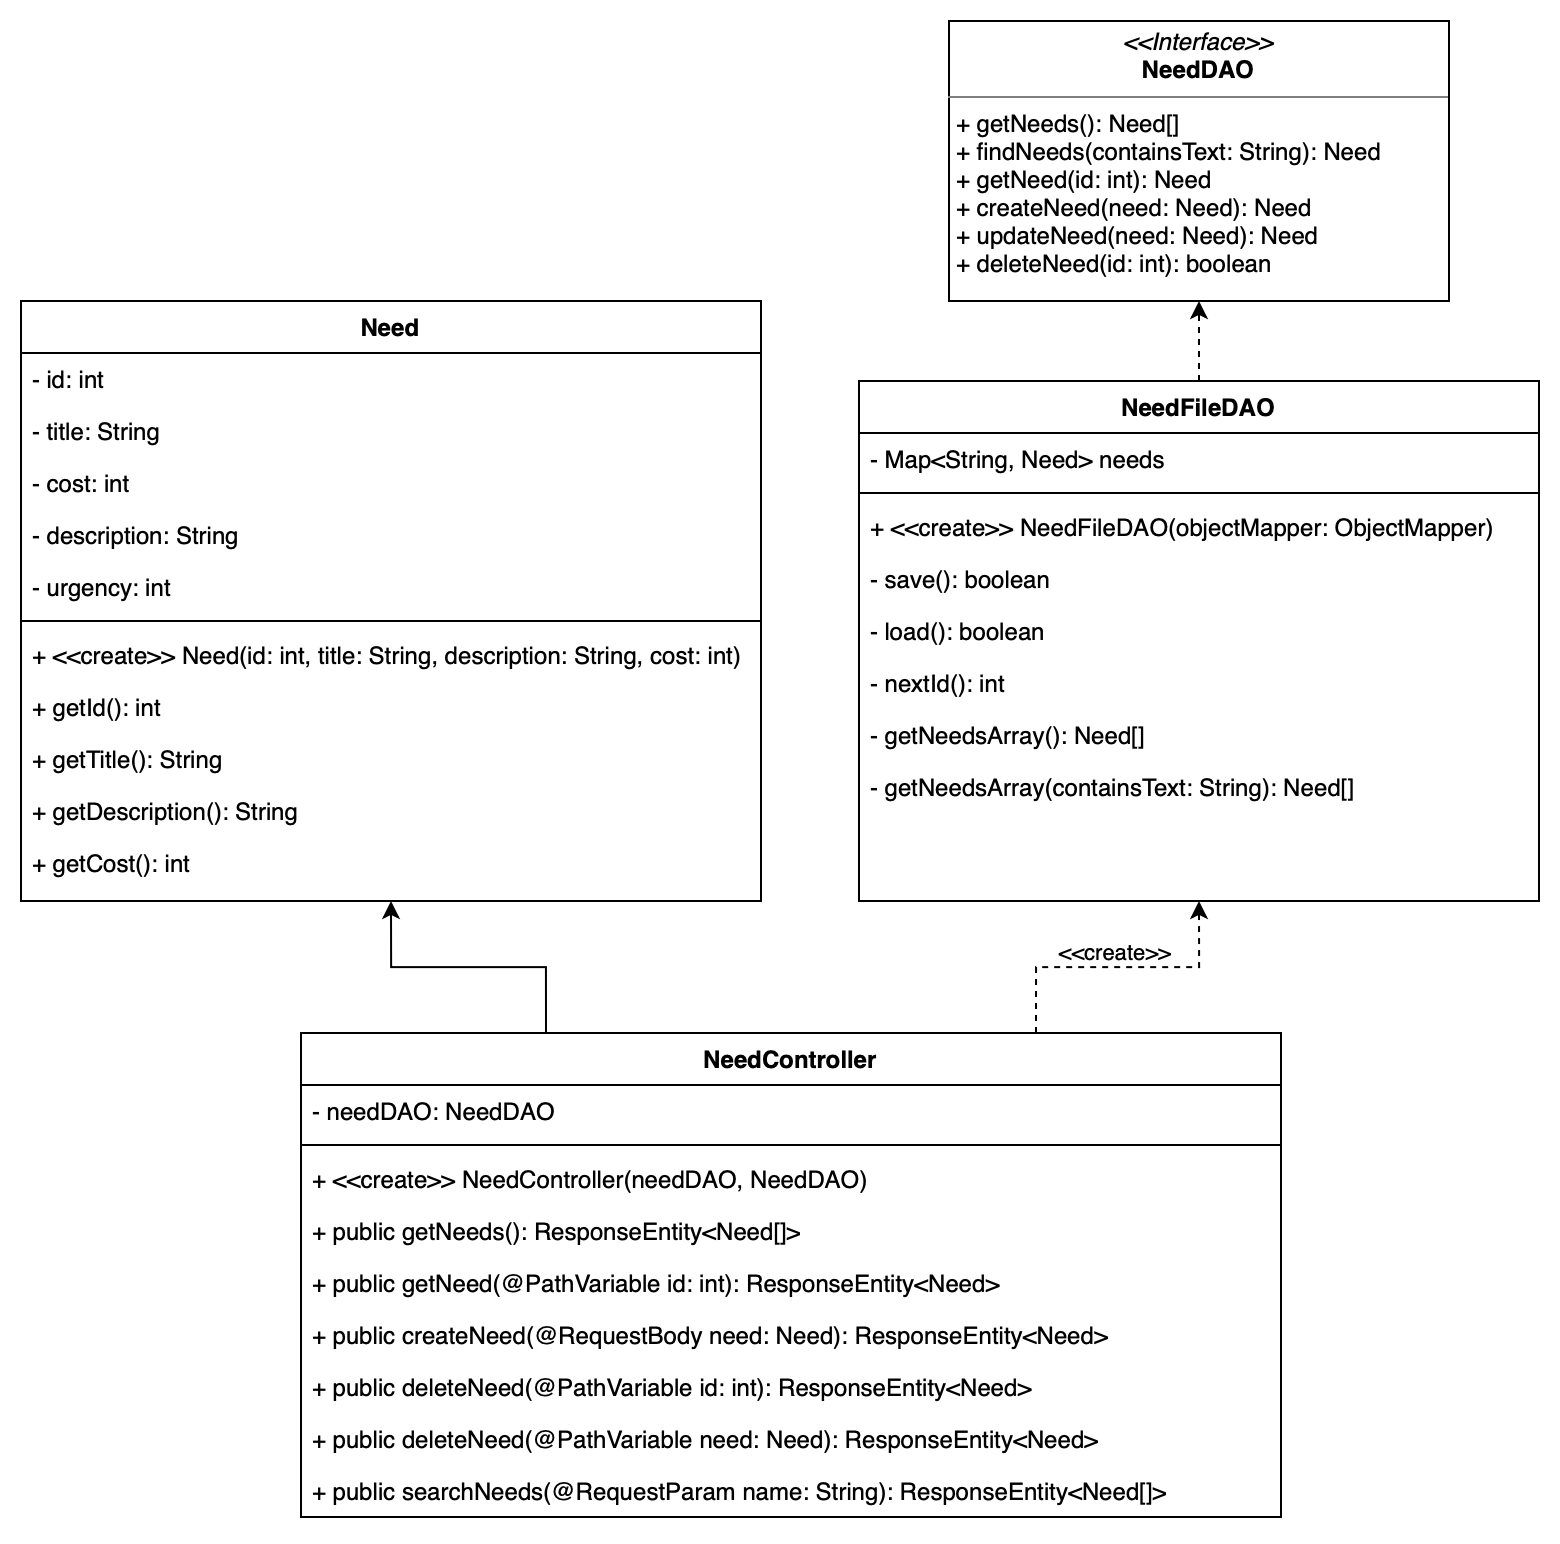 <<Interface>>
NeedDAO
+ getNeeds(): Need[]
+ findNeeds(containsText: String): Need
+ getNeed(id: int): Need
+ createNeed(need: Need): Need
+ updateNeed(need: Need): Need
+ deleteNeed(id: int): boolean
Need
- id: int
- title: String
- cost: int
- description: String
- urgency: int
+ <<create>> Need(id: int, title: String, description: String, cost: int)
+ getId(): int
+ getTitle(): String
+ getDescription(): String
+ getCost(): int
NeedFileDAO
- Map<String, Need> needs
+ <<create>> NeedFileDAO(objectMapper: ObjectMapper)
- save(): boolean
- load(): boolean
- nextId(): int
- getNeedsArray(): Need[]
- getNeedsArray(containsText: String): Need[]
<<create>>
NeedController
- needDAO: NeedDAO
+ <<create>> NeedController(needDAO, NeedDAO)
+ public getNeeds(): ResponseEntity<Need[]>
+ public getNeed(@PathVariable id: int): ResponseEntity<Need>
+ public createNeed(@RequestBody need: Need): ResponseEntity<Need>
+ public deleteNeed(@PathVariable id: int): ResponseEntity<Need>
+ public deleteNeed(@PathVariable need: Need): ResponseEntity<Need>
+ public searchNeeds(@RequestParam name: String): ResponseEntity<Need[]>